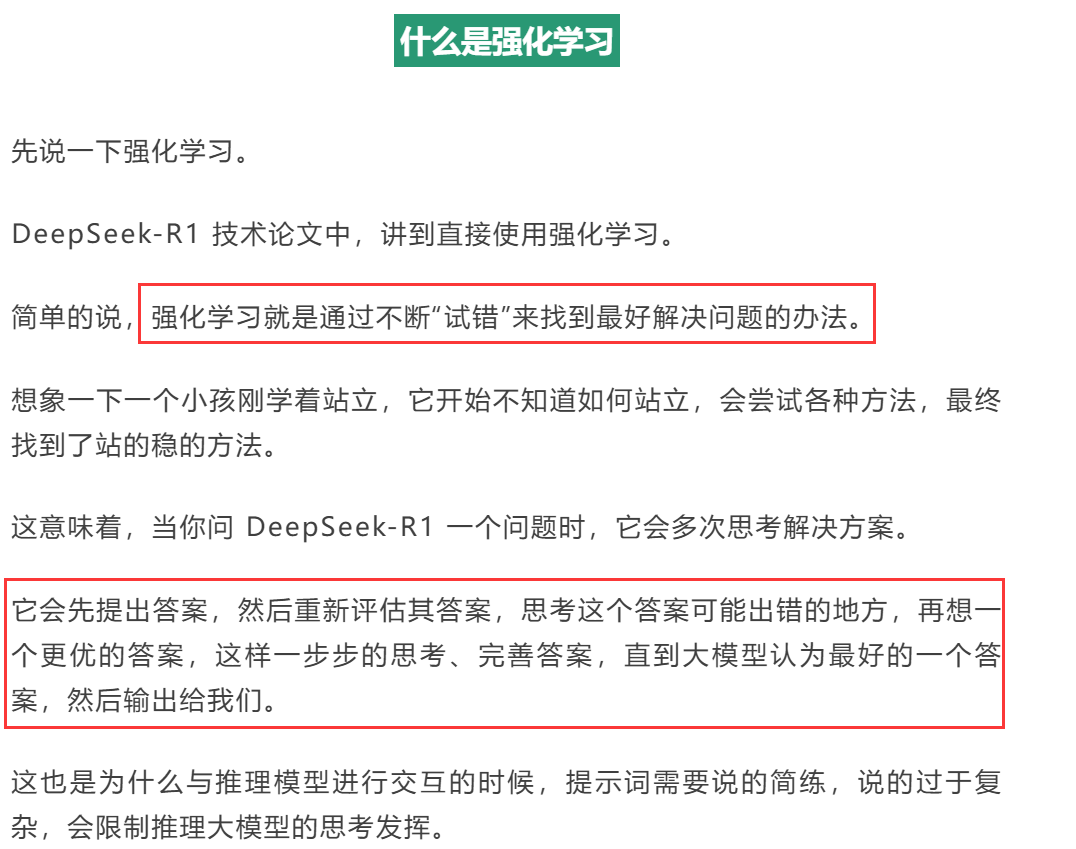 什么是强化学习
先说一下强化学习。
DeepSeek-R1 技术论文中，讲到直接使用强化学习。
简单的说，强化学习就是通过不断“试错”来找到最好解决问题的办法。
想象一下一个小孩刚学着站立，它开始不知道如何站立，会尝试各种方法，最终
找到了站的稳的方法。
这意味着，当你问 DeepSeek-R1 一个问题时，它会多次思考解决方案。
它会先提出答案，然后重新评估其答案，思考这个答案可能出错的地方，再想一
个更优的答案，这样一步步的思考、完善答案，直到大模型认为最好的一个答
案，然后输出给我们。
这也是为什么与推理模型进行交互的时候，提示词需要说的简练，说的过于复
杂，会限制推理大模型的思考发挥。